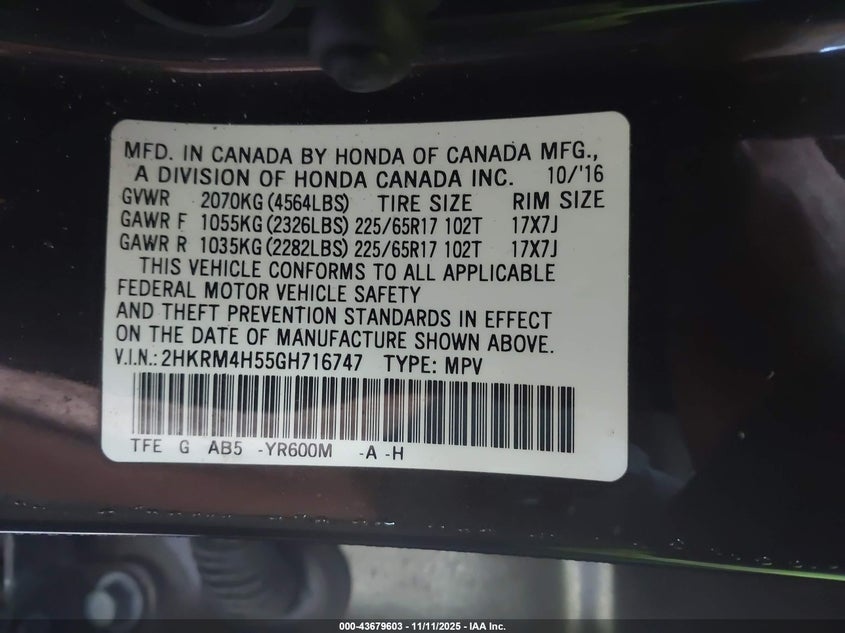 MFD. IN CANADA BY HONDA OF CANADA MFG.,
A DIVISION OF HONDA CANADA INC. 10/'16
GVWR 2070KG (4564LBS) TIRE SIZE RIM SIZE
GAWR F 1055KG (2326LBS) 225/65R17 102T 17X7J
GAWR R 1035KG (2282LBS) 225/65R17 102T 17X7J
THIS VEHICLE CONFORMS TO ALL APPLICABLE
FEDERAL MOTOR VEHICLE SAFETY
AND THEFT PREVENTION STANDARDS IN EFFECT
ON THE DATE OF MANUFACTURE SHOWN ABOVE.
V.I.N.: 2HKRM4H55GH716747 TYPE: MPV
TFE G AB5 -YR600M -A -H
000-43679603 - 11/11/2025 - IAA Inc.